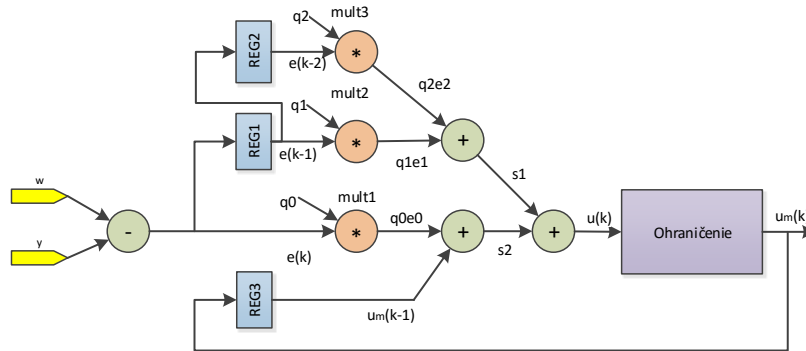 q2
mult3
REG2
*
e(k-2)
q2e2
q1
mult2
REG1
*
e(k-1)
q1e1
+
s1
w
y
-
q0
mult1
q0e0
*
e(k)
+
s2
+
u(k)
Ohraničenie
um(k
REG3
um(k-1)